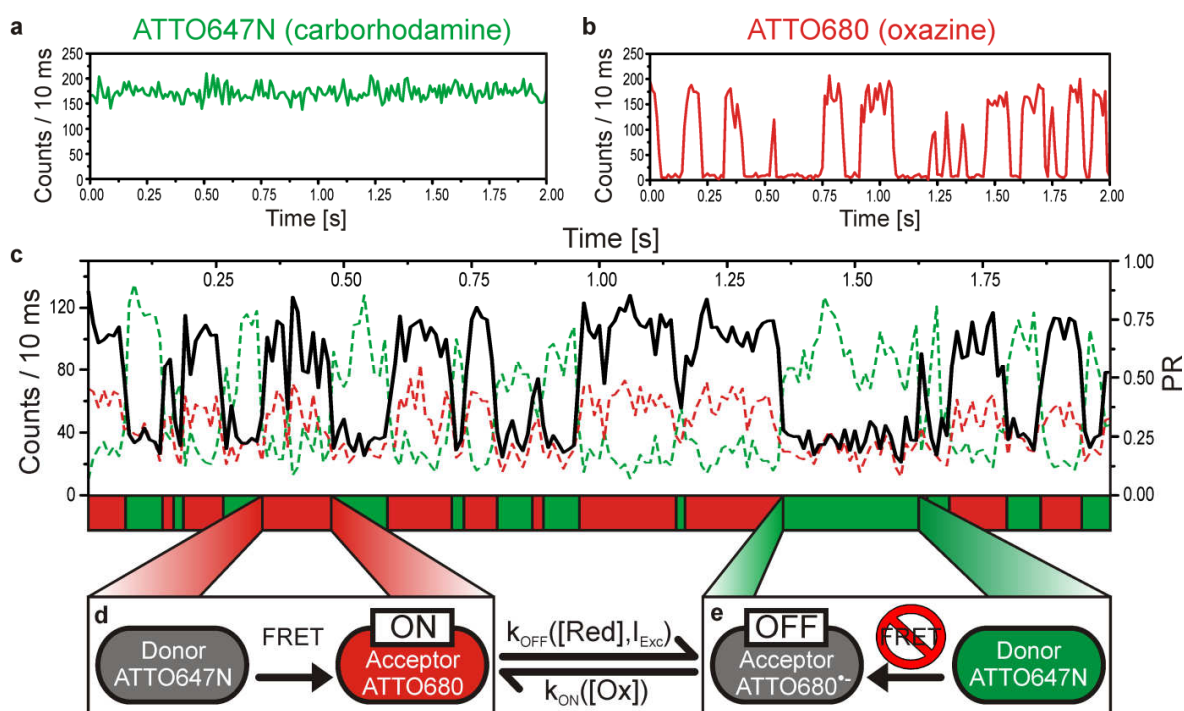 a
ATTO647N (carborhodamine)
Counts / 10 ms
250
200
150
100
50
0
0.00 0.25 0.50 0.75 1.00 1.25 1.50 1.75 2.00
Time [s]
b
ATTO680 (oxazine)
Counts / 10 ms
250
200
150
100
50
0
0.00 0.25 0.50 0.75 1.00 1.25 1.50 1.75 2.00
Time [s]
c
Time [s]
0.25 0.50 0.75 1.00 1.25 1.50 1.75
Counts / 10 ms
120
80
40
0
1.00
0.75
0.50
0.25
0.00
PR
d
Donor
ATTO647N
FRET
ON
Acceptor
ATTO680
kOFF([Red],IExc)
kON([Ox])
e
OFF
Acceptor
ATTO680•-
FRET
Donor
ATTO647N